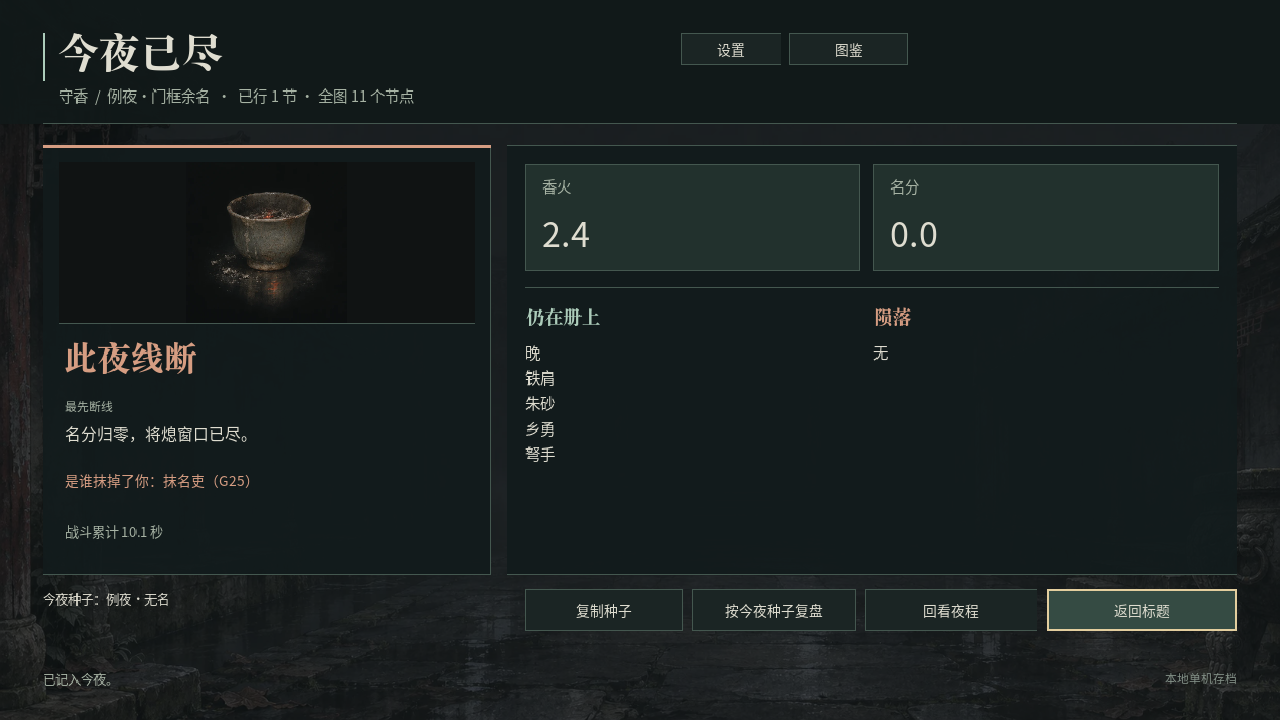 今夜已尽
设置
图鉴
守香 / 例夜·门框余名 · 已行 1 节 · 全图 11 个节点
香火
2.4
名分
0.0
此夜线断
最先断线
名分归零，将熄窗口已尽。
是谁抹掉了你：抹名吏（G25）
战斗累计 10.1 秒
仍在册上
晚
铁肩
朱砂
乡勇
弩手
陨落
无
今夜种子：例夜·无名
复制种子
按今夜种子复盘
回看夜程
返回标题
已记入今夜。
本地单机存档